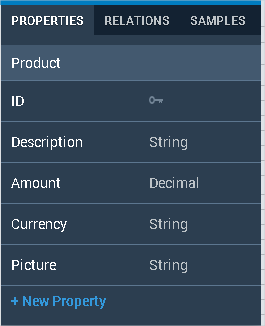 PROPERTIES RELATIONS SAMPLES
Product
ID
Description String
Amount Decimal
Currency String
Picture String
+ New Property